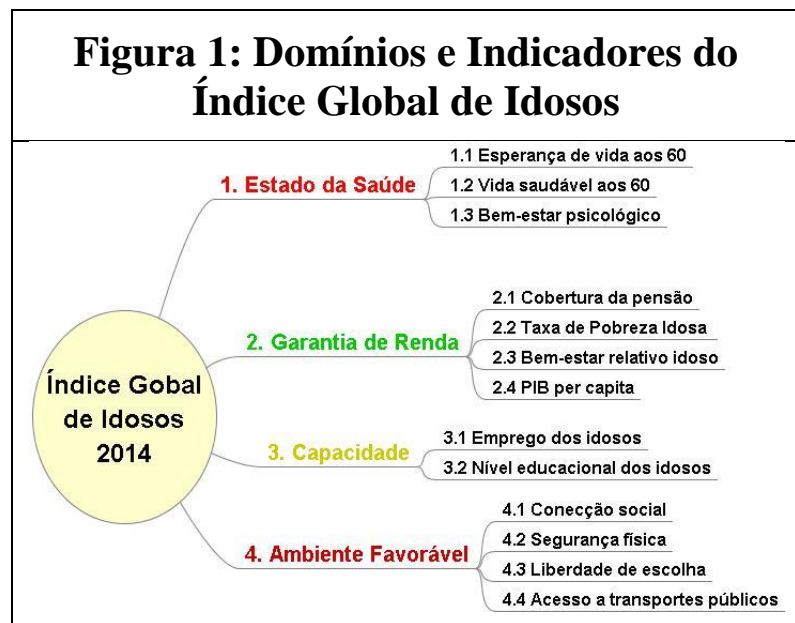 Figura 1: Domínios e Indicadores do
Índice Global de Idosos
1.1 Esperança de vida aos 60
1. Estado da Saúde
1.2 Vida saudável aos 60
1.3 Bem-estar psicológico
2.1 Cobertura da pensão
2. Garantia de Renda
2.2 Taxa de Pobreza Idosa
2.3 Bem-estar relativo idoso
2.4 PIB per capita
Índice Gobal
de Idosos
2014
3. Capacidade
3.1 Emprego dos idosos
3.2 Nível educacional dos idosos
4. Ambiente Favorável
4.1 Conecção social
4.2 Segurança física
4.3 Liberdade de escolha
4.4 Acesso a transportes públicos